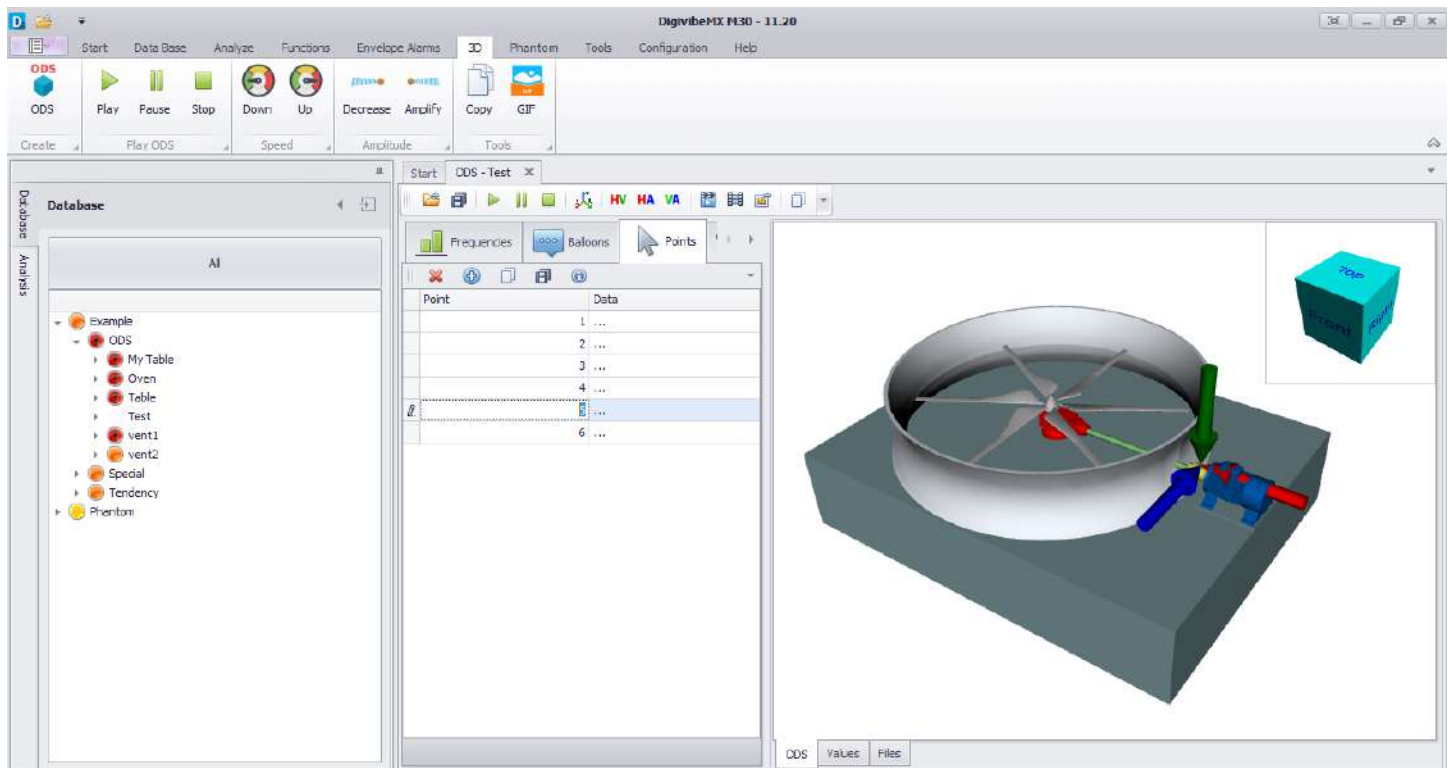 D DigivibeMX M30 - 11.20
Start Data Base Analyze Functions Envelope Alarms 3D Phantom Tools Configuration Help
ODS
ODS Play Pause Stop Down Up Decrease Amplify Copy GIF
Create Play ODS Speed Amplitude Tools
Start ODS - Test
Database
Analysis
Database
HV HA VA
Frequencies Baloons Points
Al
Point Data
1 ...
2 ...
3 ...
4 ...
5 ...
6 ...
Example
ODS
My Table
Oven
Table
Test
vent1
vent2
Special
Tendency
Phantom
TOP
Front
Right
ODS Values Files